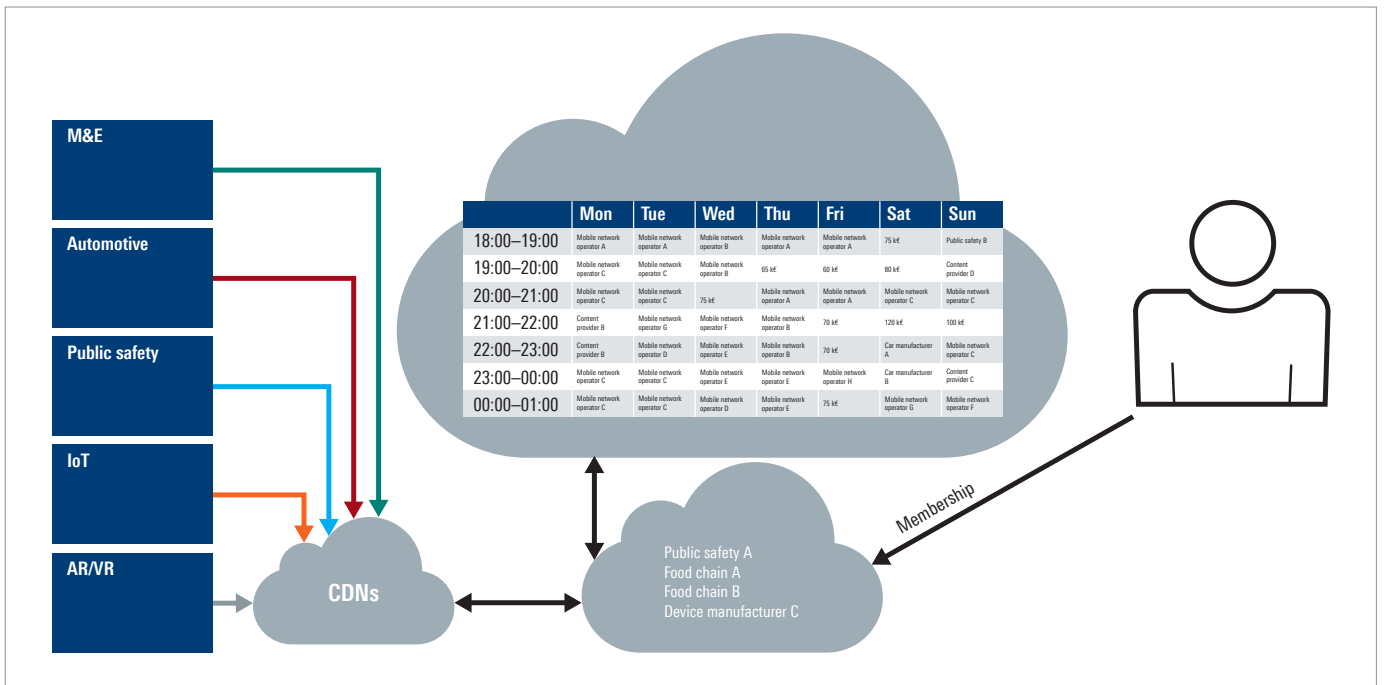 M&E
Automotive
Public safety
IoT
AR/VR
CDNs
Mon Tue Wed Thu Fri Sat Sun
18:00–19:00 Mobile network operator A Mobile network operator A Mobile network operator B Mobile network operator A Mobile network operator A 75 k€ Public safety B
19:00–20:00 Mobile network operator C Mobile network operator C Mobile network operator B 65 k€ 60 k€ 80 k€ Content provider D
20:00–21:00 Mobile network operator C Mobile network operator C 75 k€ Mobile network operator A Mobile network operator A Mobile network operator C Mobile network operator C
21:00–22:00 Content provider B Mobile network operator G Mobile network operator F Mobile network operator B 70 k€ 120 k€ 100 k€
22:00–23:00 Content provider B Mobile network operator D Mobile network operator E Mobile network operator B 70 k€ Car manufacturer A Mobile network operator C
23:00–00:00 Mobile network operator C Mobile network operator C Mobile network operator E Mobile network operator E Mobile network operator H Car manufacturer B Content provider C
00:00–01:00 Mobile network operator C Mobile network operator C Mobile network operator D Mobile network operator E 75 k€ Mobile network operator G Mobile network operator F
Membership
Public safety A
Food chain A
Food chain B
Device manufacturer C